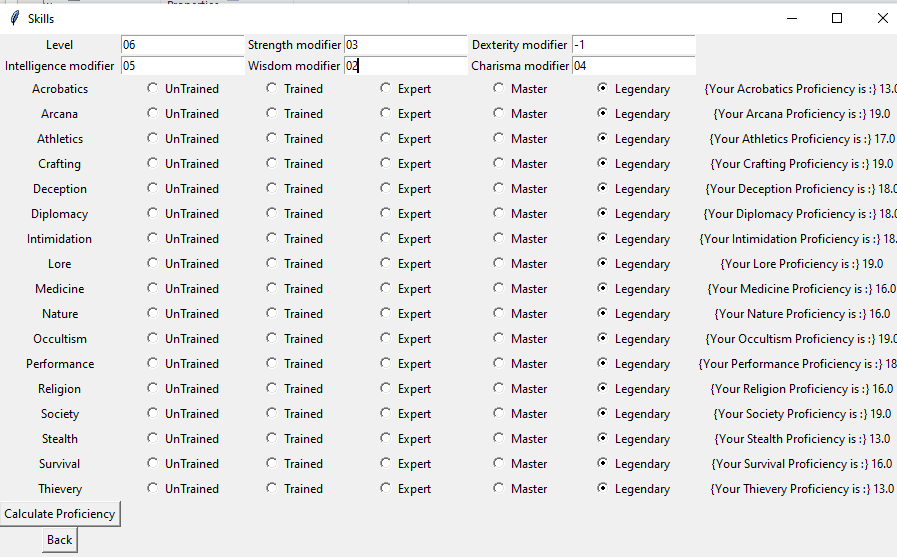 Skills
Level 06 Strength modifier 03 Dexterity modifier -1
Intelligence modifier 05 Wisdom modifier 02 Charisma modifier 04
Acrobatics UnTrained Trained Expert Master Legendary {Your Acrobatics Proficiency is :} 13.0
Arcana UnTrained Trained Expert Master Legendary {Your Arcana Proficiency is :} 19.0
Athletics UnTrained Trained Expert Master Legendary {Your Athletics Proficiency is :} 17.0
Crafting UnTrained Trained Expert Master Legendary {Your Crafting Proficiency is :} 19.0
Deception UnTrained Trained Expert Master Legendary {Your Deception Proficiency is :} 18.0
Diplomacy UnTrained Trained Expert Master Legendary {Your Diplomacy Proficiency is :} 18.0
Intimidation UnTrained Trained Expert Master Legendary {Your Intimidation Proficiency is :} 18.
Lore UnTrained Trained Expert Master Legendary {Your Lore Proficiency is :} 19.0
Medicine UnTrained Trained Expert Master Legendary {Your Medicine Proficiency is :} 16.0
Nature UnTrained Trained Expert Master Legendary {Your Nature Proficiency is :} 16.0
Occultism UnTrained Trained Expert Master Legendary {Your Occultism Proficiency is :} 19.0
Performance UnTrained Trained Expert Master Legendary {Your Performance Proficiency is :} 18
Religion UnTrained Trained Expert Master Legendary {Your Religion Proficiency is :} 16.0
Society UnTrained Trained Expert Master Legendary {Your Society Proficiency is :} 19.0
Stealth UnTrained Trained Expert Master Legendary {Your Stealth Proficiency is :} 13.0
Survival UnTrained Trained Expert Master Legendary {Your Survival Proficiency is :} 16.0
Thievery UnTrained Trained Expert Master Legendary {Your Thievery Proficiency is :} 13.0
Calculate Proficiency
Back